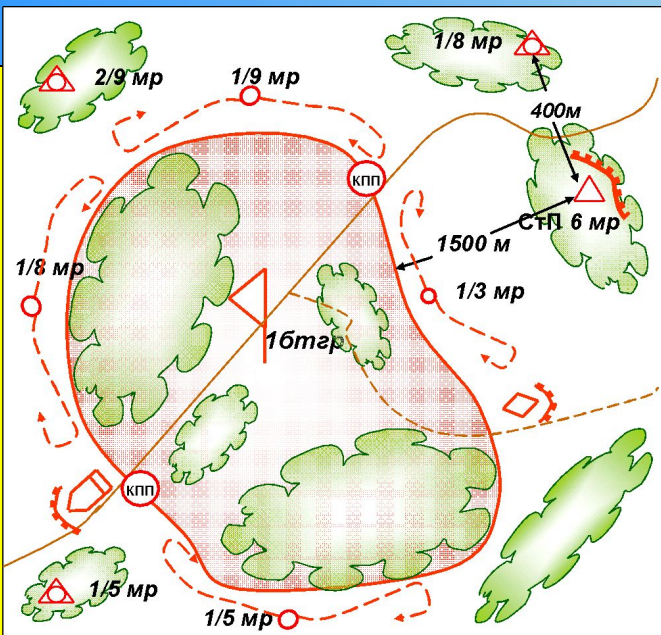 1/8 мр
2/9 мр
1/9 мр
400м
КПП
СтП 6 мр
1500 м
1/8 мр
1/3 мр
1бтгр
КПП
1/5 мр
1/5 мр